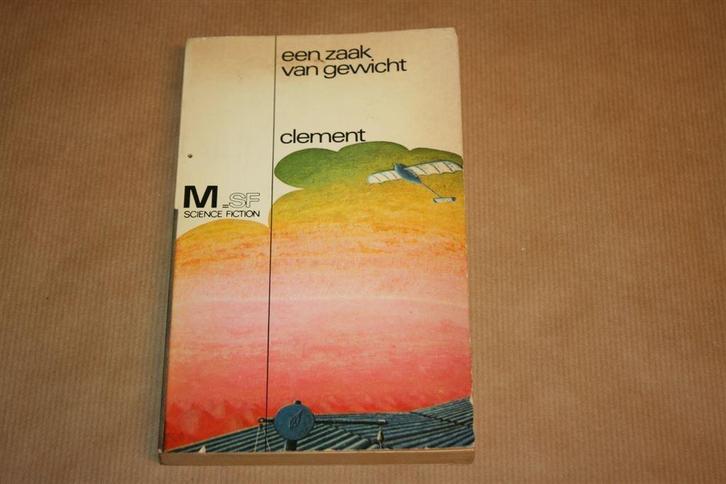 een zaak
van gewicht
clement
M=SF
SCIENCE FICTION